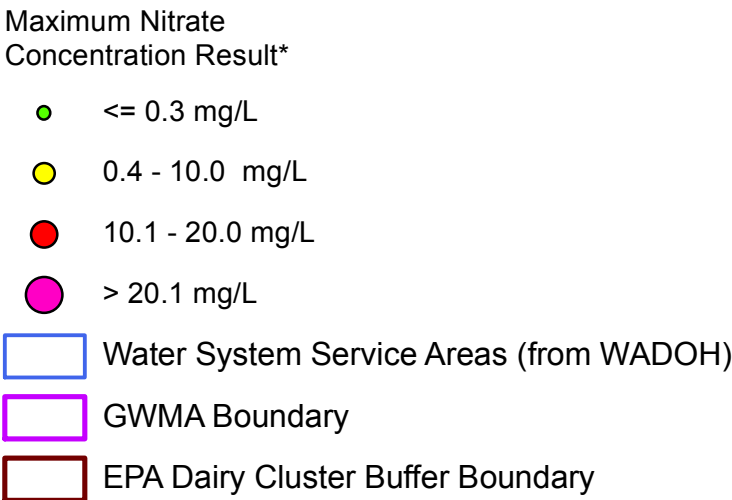 Maximum Nitrate
Concentration Result*
<= 0.3 mg/L
0.4 - 10.0  mg/L
10.1 - 20.0 mg/L
> 20.1 mg/L
Water System Service Areas (from WADOH)
GWMA Boundary
EPA Dairy Cluster Buffer Boundary